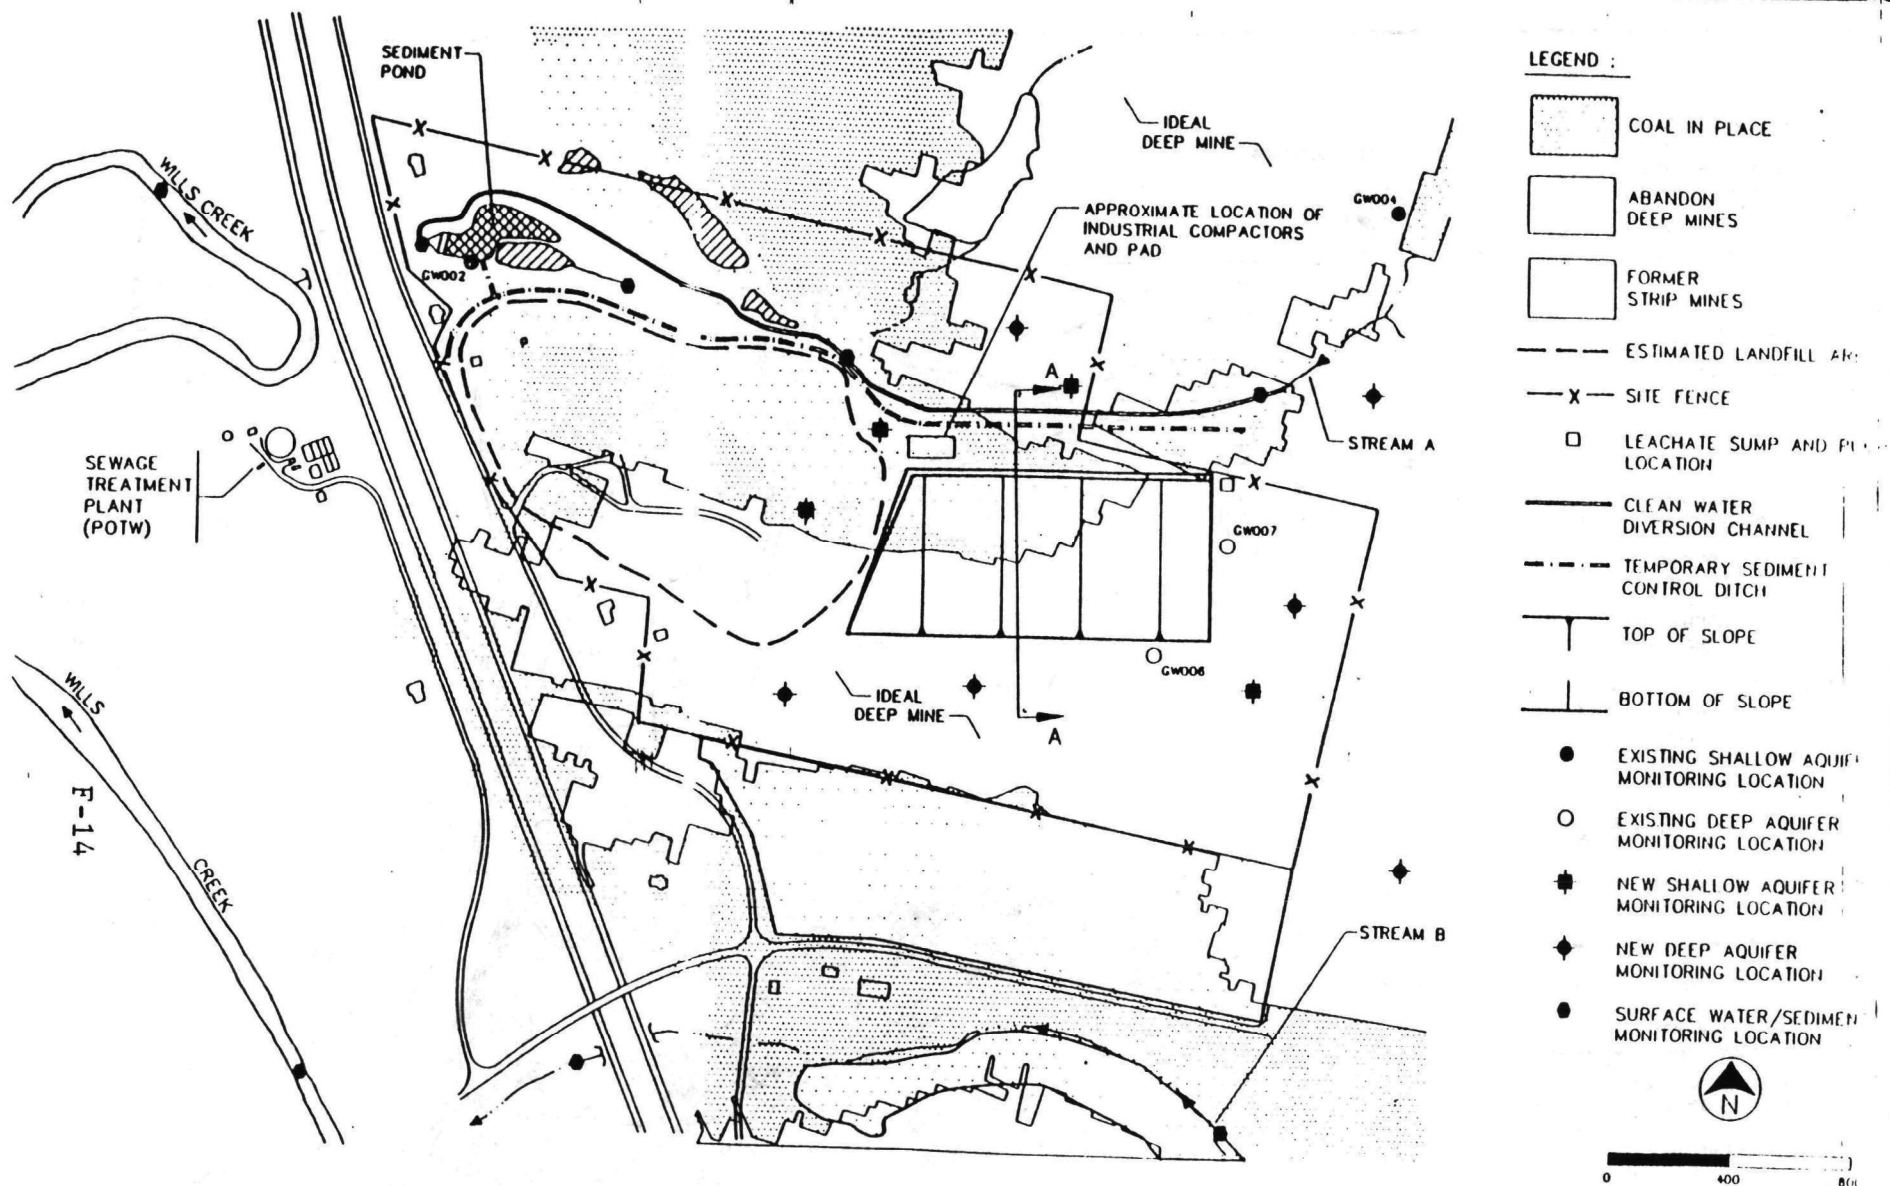 SEDIMENT
POND
WILLS CREEK
GW002
IDEAL
DEEP MINE
APPROXIMATE LOCATION OF
INDUSTRIAL COMPACTORS
AND PAD
GW004
A
STREAM A
SEWAGE
TREATMENT
PLANT
(POTW)
P
GW007
GW006
IDEAL
DEEP MINE
A
WILLS
CREEK
E-14
STREAM B
LEGEND :
COAL IN PLACE
ABANDON
DEEP MINES
FORMER
STRIP MINES
ESTIMATED LANDFILL
X SITE FENCE
LEACHATE SUMP AND
LOCATION
CLEAN WATER
DIVERSION CHANNEL
TEMPORARY SEDIMENT
CONTROL DITCH
TOP OF SLOPE
BOTTOM OF SLOPE
EXISTING SHALLOW
MONITORING LOCATION
EXISTING DEEP AQUIFER
MONITORING LOCATION
NEW SHALLOW AQUIFER
MONITORING LOCATION
NEW DEEP AQUIFER
MONITORING LOCATION
SURFACE WATER/SEDIMEN
MONITORING LOCATION
N
0 400